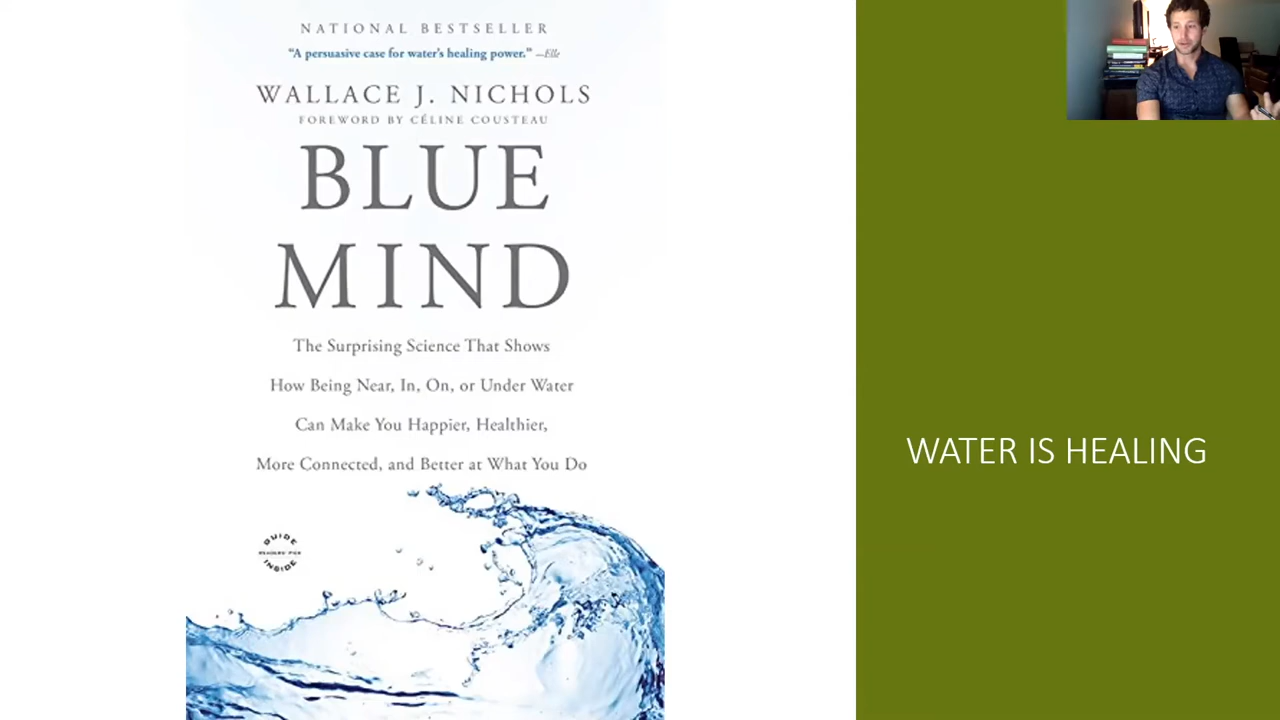 NATIONAL BESTSELLER
“A persuasive case for water’s healing power.” —Elle
WALLACE J. NICHOLS
FOREWORD BY CÉLINE COUSTEAU
BLUE
MIND
The Surprising Science That Shows
How Being Near, In, On, or Under Water
Can Make You Happier, Healthier,
More Connected, and Better at What You Do
GUIDE
INSIDE
WATER IS HEALING